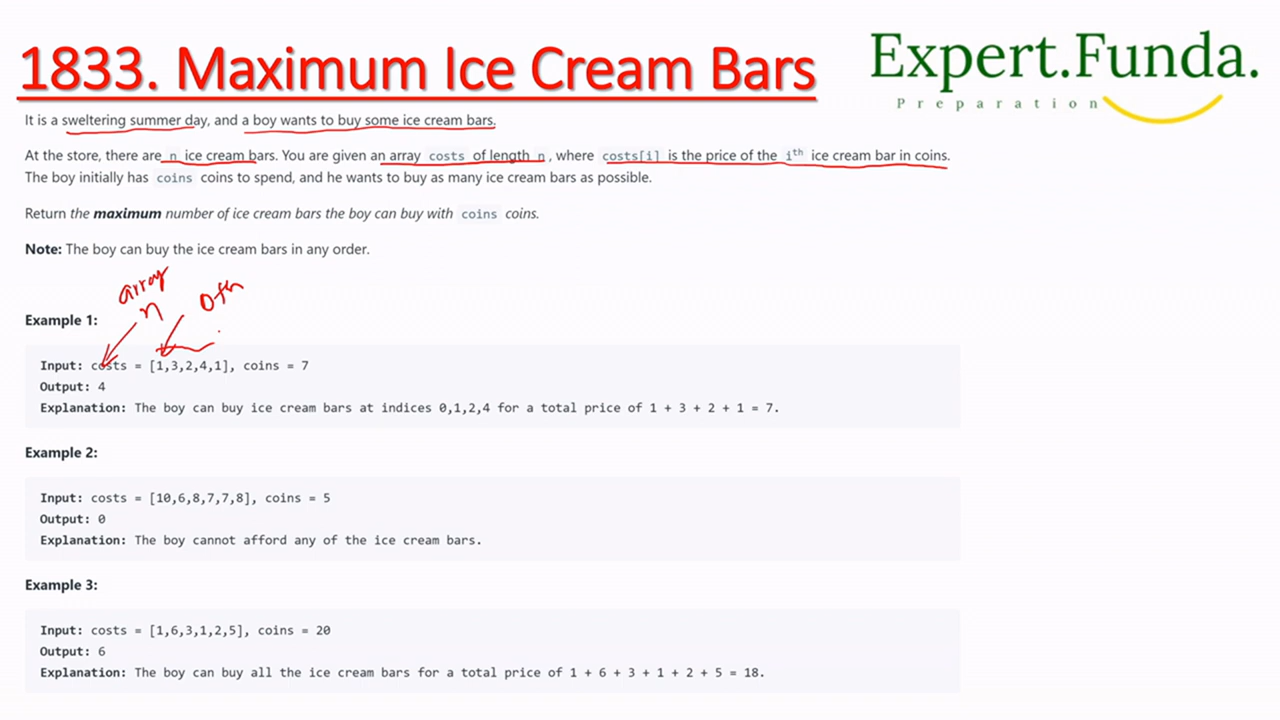 1833. Maximum Ice Cream Bars
Expert.Funda.
Preparation
It is a sweltering summer day, and a boy wants to buy some ice cream bars.
At the store, there are n ice cream bars. You are given an array costs of length n, where costs[i] is the price of the ith ice cream bar in coins.
The boy initially has coins coins to spend, and he wants to buy as many ice cream bars as possible.
Return the maximum number of ice cream bars the boy can buy with coins coins.
Note: The boy can buy the ice cream bars in any order.
array
n
0th
Example 1:
Input: costs = [1,3,2,4,1], coins = 7
Output: 4
Explanation: The boy can buy ice cream bars at indices 0,1,2,4 for a total price of 1 + 3 + 2 + 1 = 7.
Example 2:
Input: costs = [10,6,8,7,7,8], coins = 5
Output: 0
Explanation: The boy cannot afford any of the ice cream bars.
Example 3:
Input: costs = [1,6,3,1,2,5], coins = 20
Output: 6
Explanation: The boy can buy all the ice cream bars for a total price of 1 + 6 + 3 + 1 + 2 + 5 = 18.